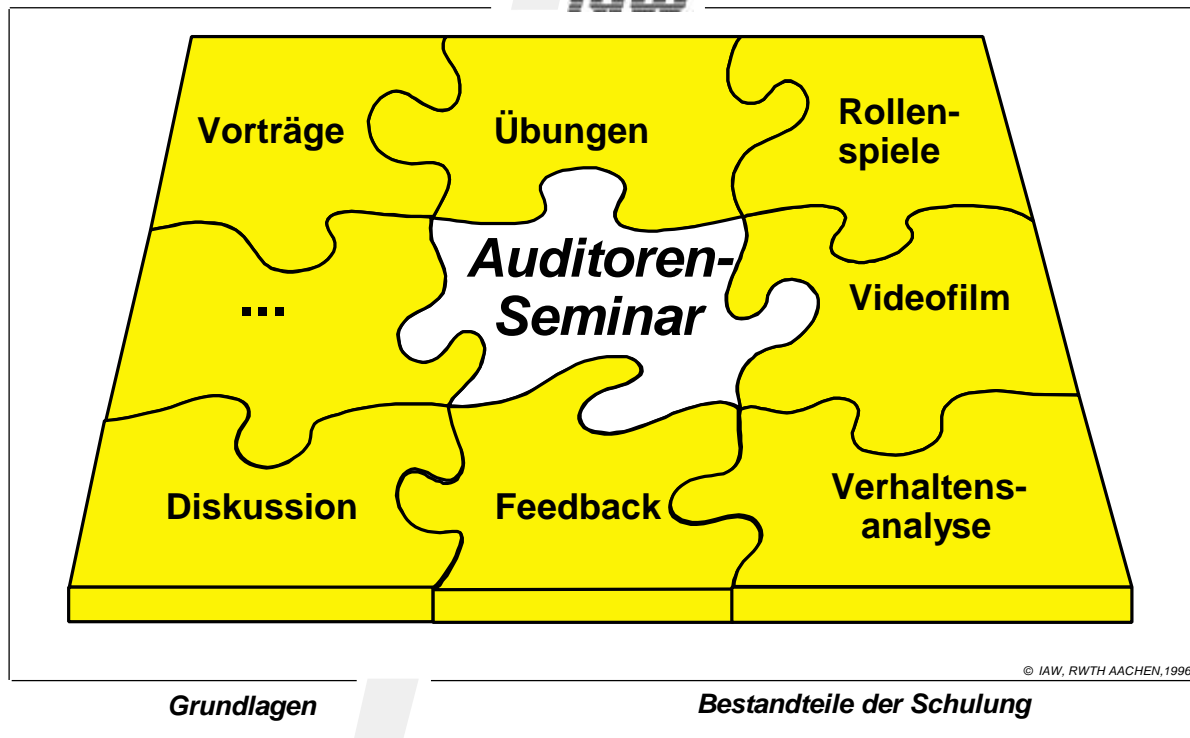 Vorträge
Übungen
Rollen-
spiele
...
Auditoren-
Seminar
Videofilm
Diskussion
Feedback
Verhaltens-
analyse
© IAW, RWTH AACHEN,1996
Grundlagen
Bestandteile der Schulung